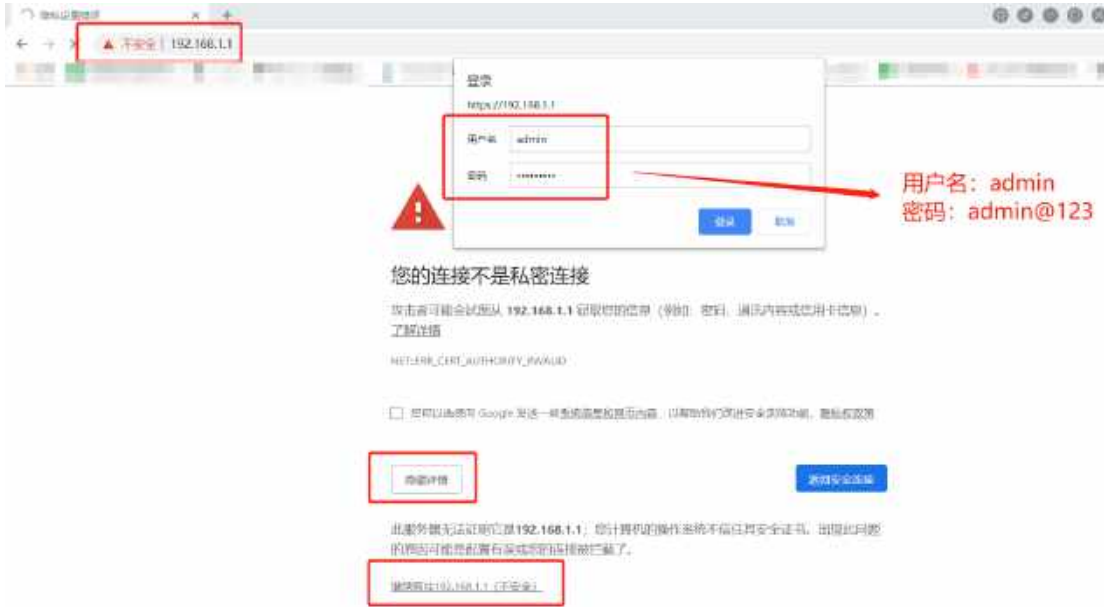 不安全 | 192.168.1.1
登录
https://192.168.1.1
用户名 admin
密码
用户名：admin
密码：admin@123
登录 取消
您的连接不是私密连接
攻击者可能会试图从 192.168.1.1 窃取您的信息（例如：密码、通讯内容或信用卡信息）。
了解详情
NET::ERR_CERT_AUTHORITY_INVALID
隐藏详情
返回安全连接
此服务器无法证明它是192.168.1.1；您计算机的操作系统不信任其安全证书。出现此问题
的原因可能是配置有误或您的连接被拦截了。
继续前往192.168.1.1（不安全）